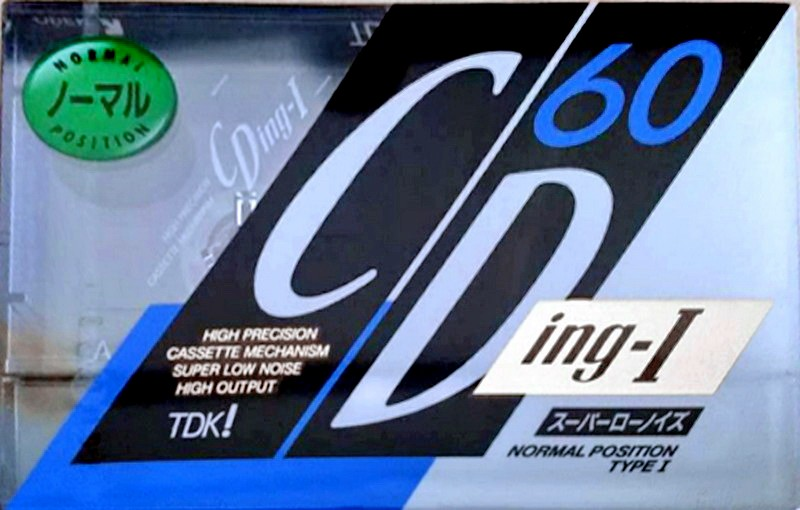 NORMAL
ノーマル
POSITION
CDing-I
CD
60
ing-I
HIGH PRECISION
CASSETTE MECHANISM
SUPER LOW NOISE
HIGH OUTPUT
TDK!
スーパーローノイズ
NORMAL POSITION
TYPE I
A